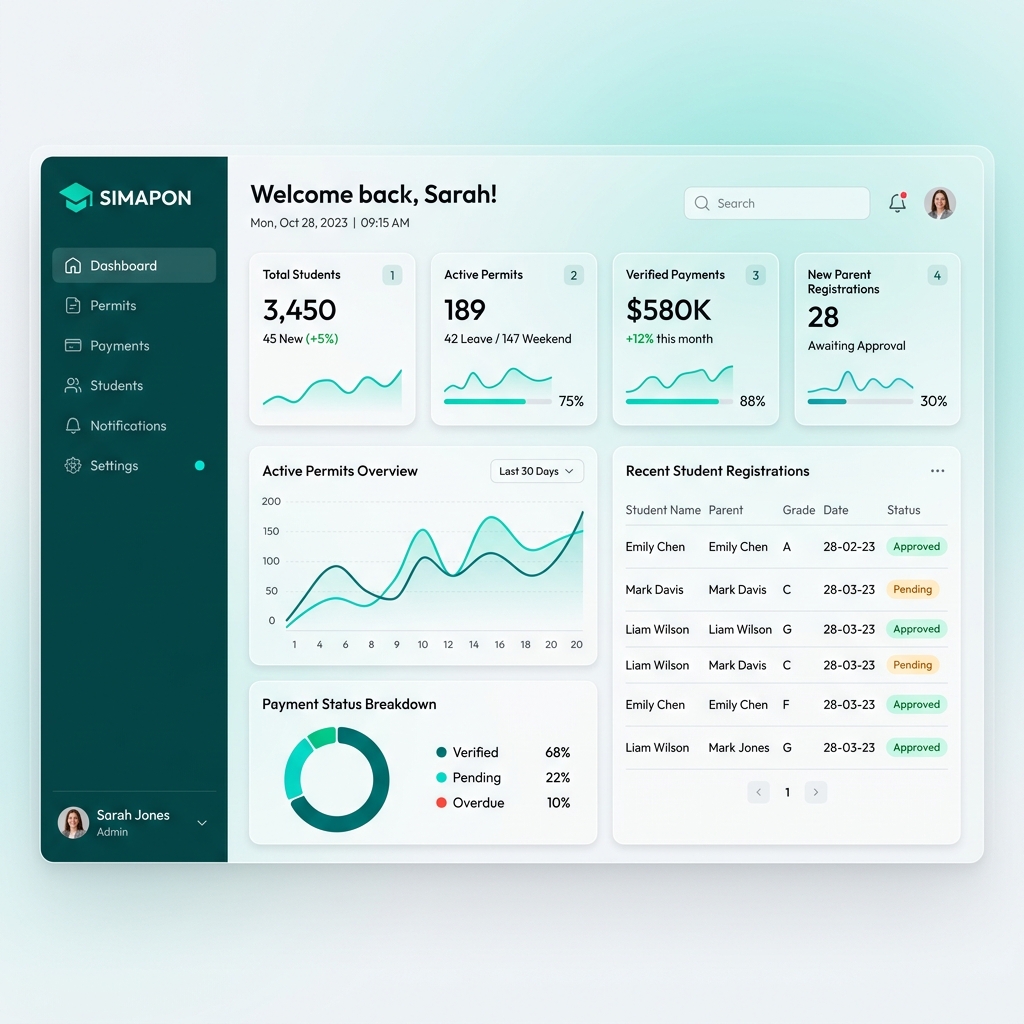 SIMAPON
Dashboard
Permits
Payments
Students
Notifications
Settings
Sarah Jones
Admin
Welcome back, Sarah!
Mon, Oct 28, 2023 | 09:15 AM
Search
Total Students 1
3,450
45 New (+5%)
Active Permits 2
189
42 Leave / 147 Weekend
75%
Verified Payments 3
$580K
+12% this month
88%
New Parent
Registrations 4
28
Awaiting Approval
30%
Active Permits Overview
Last 30 Days
200
150
100
50
0
1 4 6 8 9 10 12 14 16 18 20 20
Payment Status Breakdown
Verified 68%
Pending 22%
Overdue 10%
Recent Student Registrations
Student Name Parent Grade Date Status
Emily Chen Emily Chen A 28-02-23 Approved
Mark Davis Mark Davis C 28-03-23 Pending
Liam Wilson Liam Wilson G 28-03-23 Approved
Liam Wilson Mark Davis C 28-03-23 Pending
Emily Chen Emily Chen F 28-03-23 Approved
Liam Wilson Mark Jones G 28-03-23 Approved
1